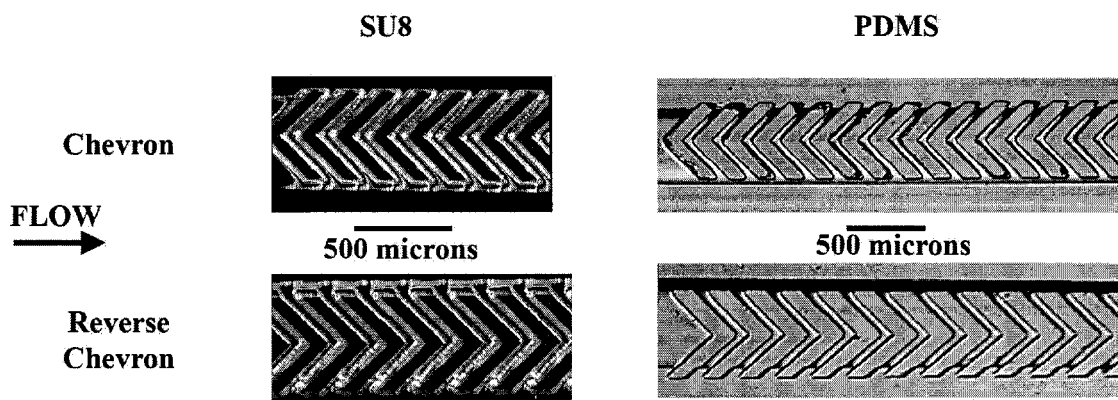 SU8
PDMS
Chevron
FLOW
500 microns
500 microns
Reverse
Chevron